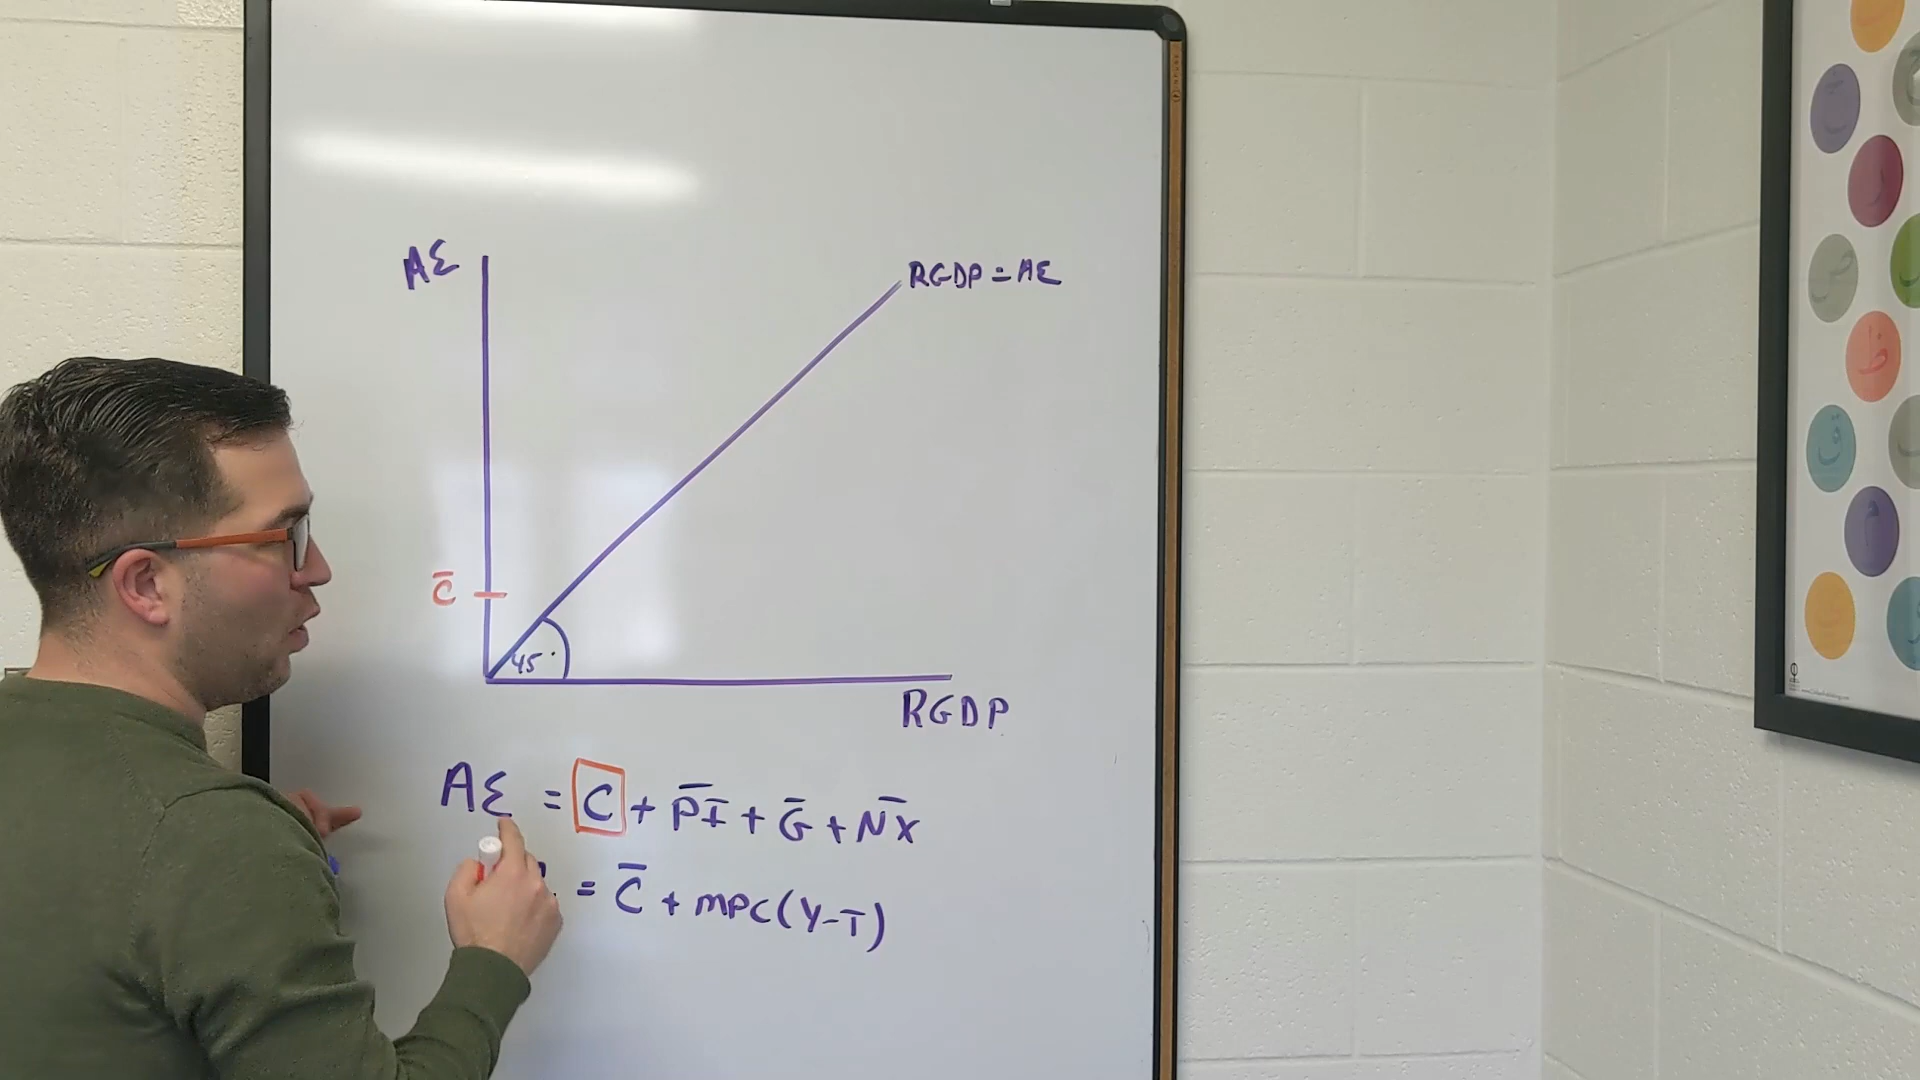 AE
RGDP = AE
C̅
45°
RGDP
AE = C + P̅I̅ + G̅ + N̅X̅
= C̅ + mpc(Y-T)